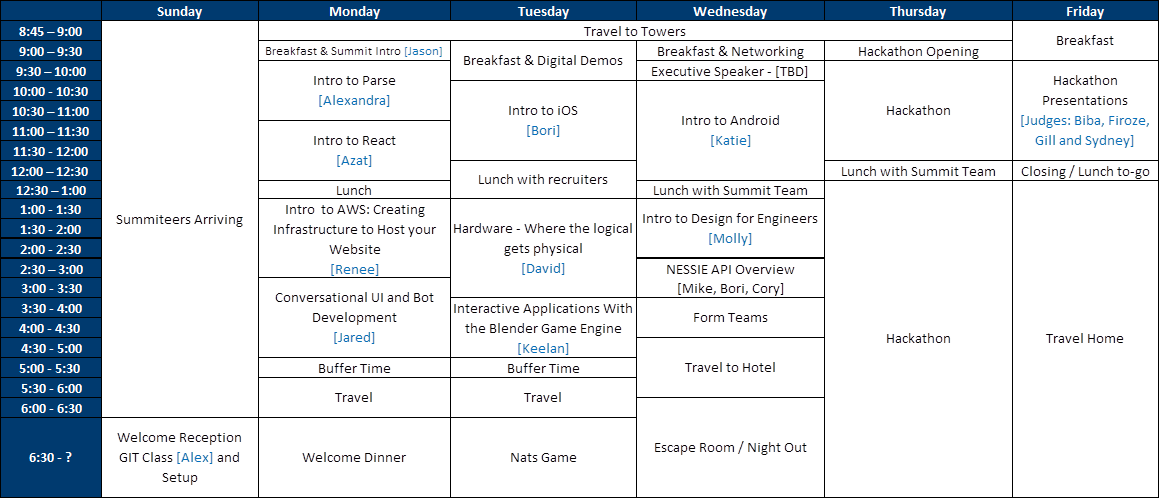 Sunday Monday Tuesday Wednesday Thursday Friday
8:45 – 9:00
9:00 – 9:30
9:30 – 10:00
10:00 - 10:30
10:30 – 11:00
11:00 – 11:30
11:30 - 12:00
12:00 – 12:30
12:30 – 1:00
1:00 - 1:30
1:30 - 2:00
2:00 - 2:30
2:30 – 3:00
3:00 - 3:30
3:30 - 4:00
4:00 - 4:30
4:30 - 5:00
5:00 - 5:30
5:30 - 6:00
6:00 - 6:30
6:30 - ?
Summiteers Arriving
Welcome Reception
GIT Class [Alex] and
Setup
Travel to Towers
Breakfast & Summit Intro [Jason]
Intro to Parse
[Alexandra]
Intro to React
[Azat]
Lunch
Intro  to AWS: Creating
Infrastructure to Host your
Website
[Renee]
Conversational UI and Bot
Development
[Jared]
Buffer Time
Travel
Welcome Dinner
Breakfast & Digital Demos
Intro to iOS
[Bori]
Lunch with recruiters
Hardware - Where the logical
gets physical
[David]
Interactive Applications With
the Blender Game Engine
[Keelan]
Buffer Time
Travel
Nats Game
Breakfast & Networking
Executive Speaker - [TBD]
Intro to Android
[Katie]
Lunch with Summit Team
Intro to Design for Engineers
[Molly]
NESSIE API Overview
[Mike, Bori, Cory]
Form Teams
Travel to Hotel
Escape Room / Night Out
Hackathon Opening
Hackathon
Lunch with Summit Team
Hackathon
Breakfast
Hackathon
Presentations
[Judges: Biba, Firoze,
Gill and Sydney]
Closing / Lunch to-go
Travel Home